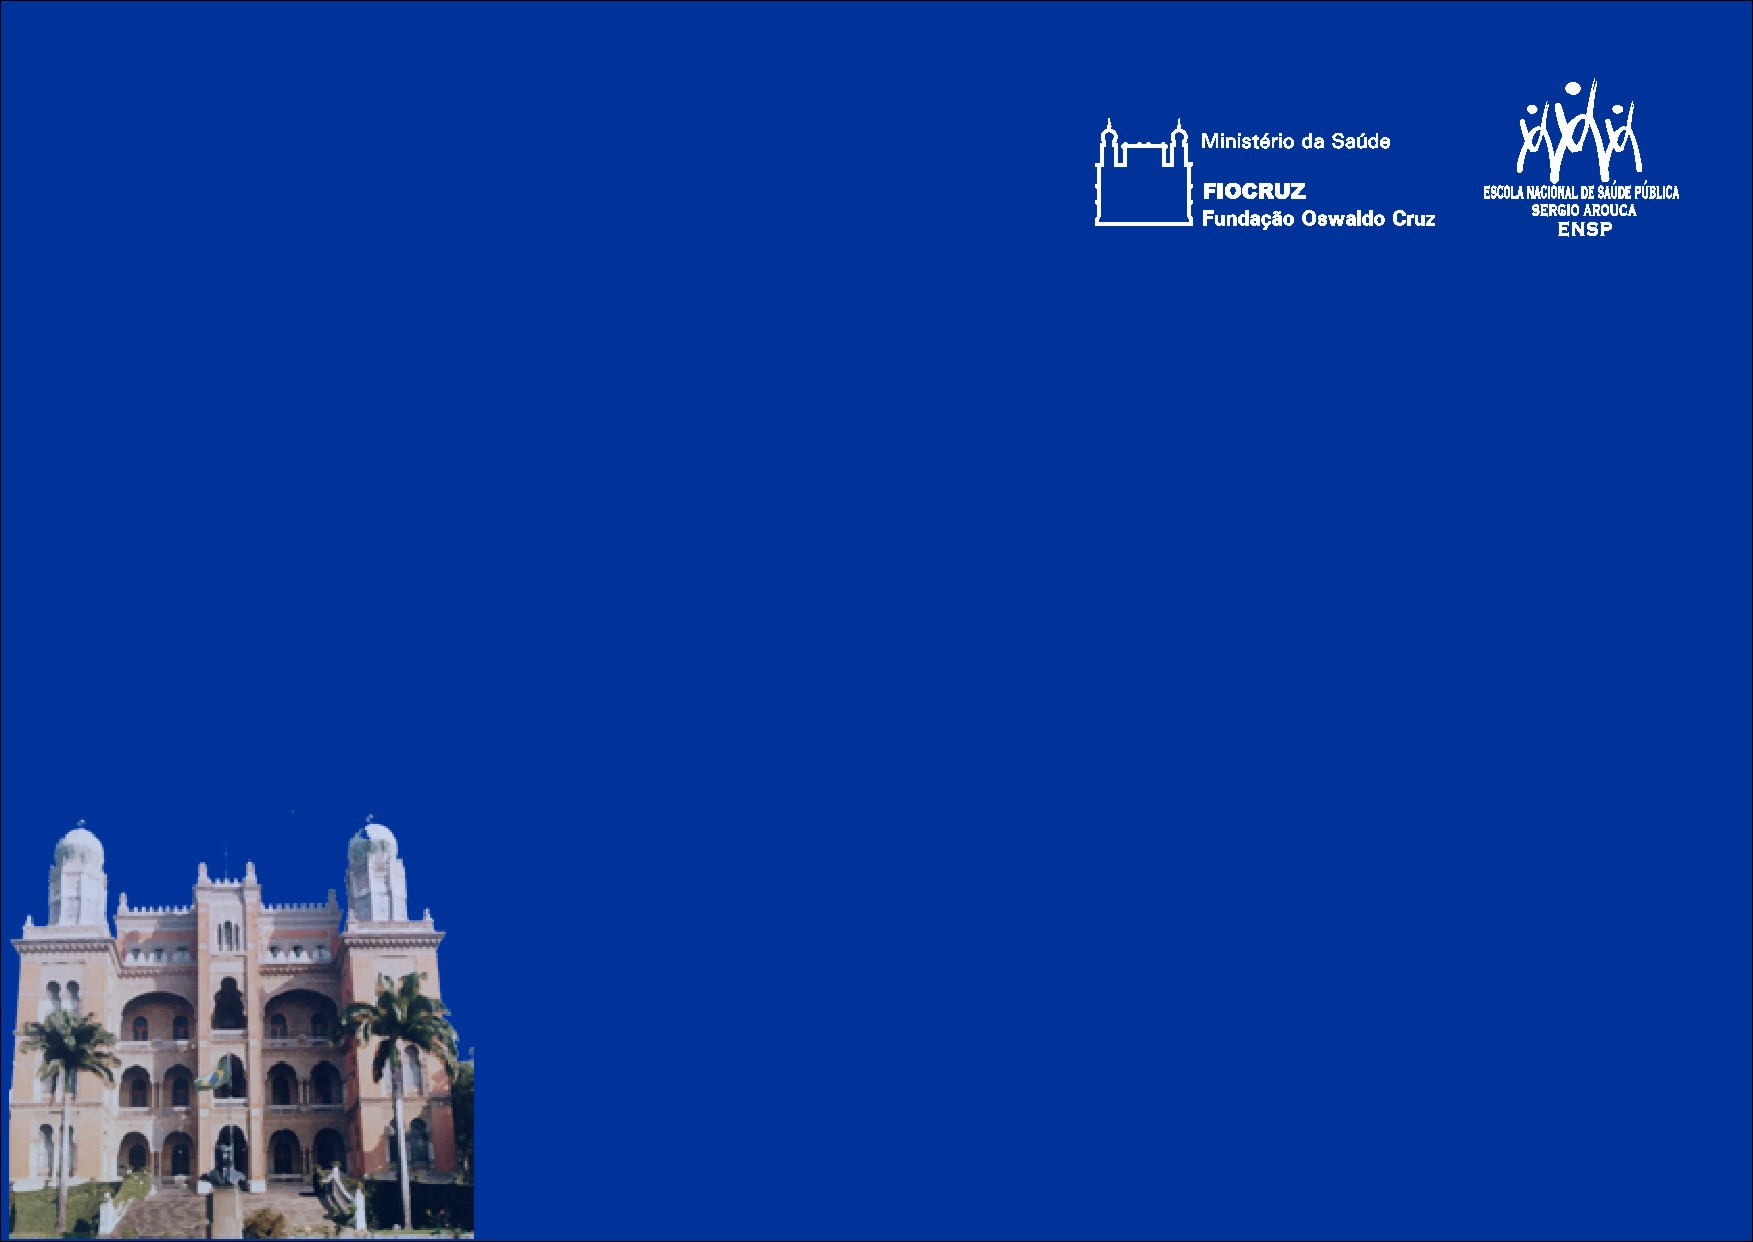 Ministério da Saúde
FIOCRUZ
Fundação Oswaldo Cruz
ESCOLA NACIONAL DE SAÚDE PÚBLICA
SERGIO AROUCA
ENSP